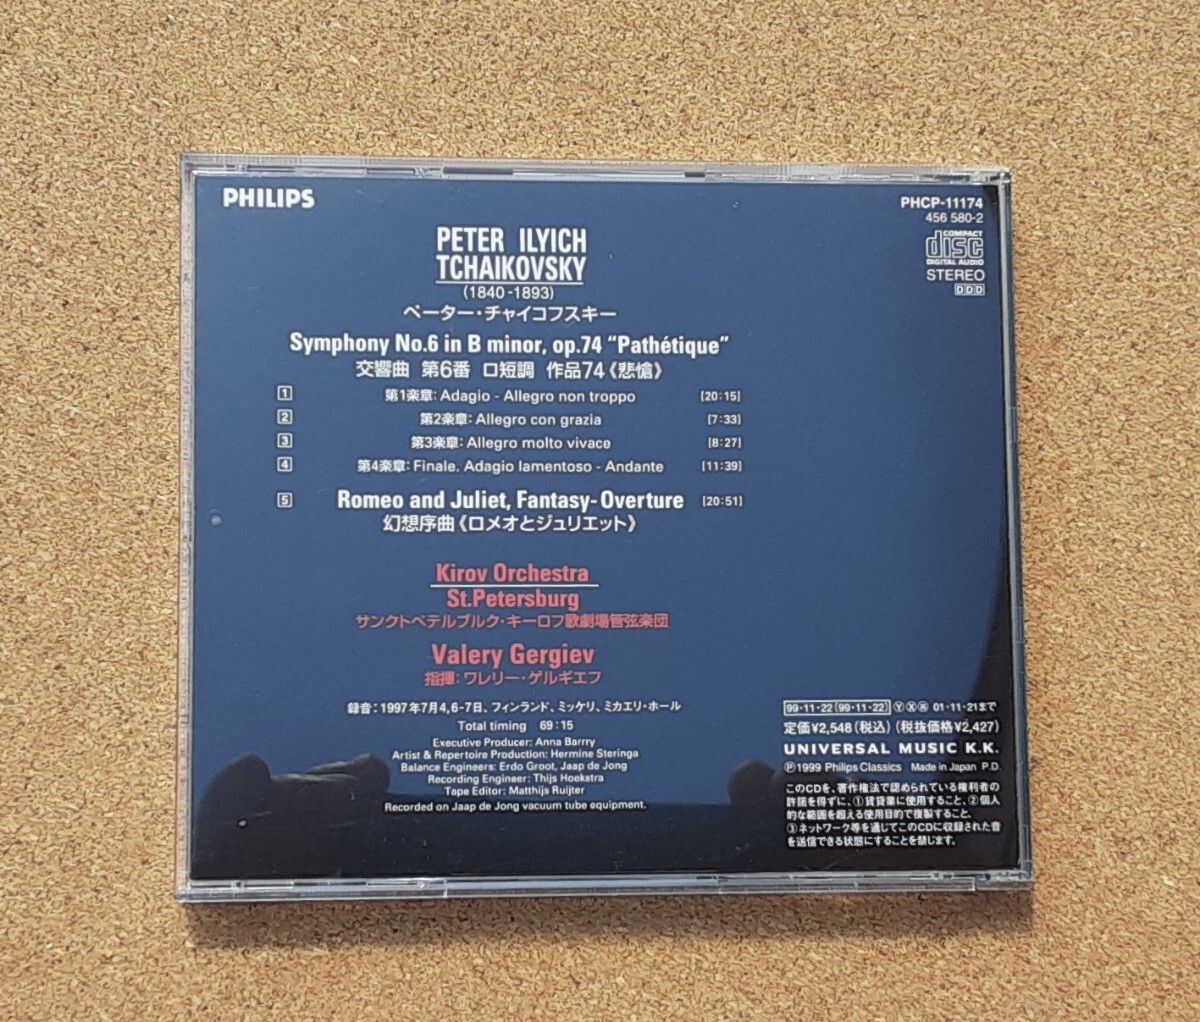 PHILIPS
PHCP-11174
456 580-2
COMPACT
disc
DIGITAL AUDIO
STEREO
DDD
PETER ILYICH
TCHAIKOVSKY
(1840-1893)
ペーター・チャイコフスキー
Symphony No.6 in B minor, op.74 “Pathétique”
交響曲 第6番 ロ短調 作品74《悲愴》
1 第1楽章: Adagio - Allegro non troppo [20:15]
2 第2楽章: Allegro con grazia [7:33]
3 第3楽章: Allegro molto vivace [8:27]
4 第4楽章: Finale. Adagio lamentoso - Andante [11:39]
5 Romeo and Juliet, Fantasy-Overture [20:51]
幻想序曲《ロメオとジュリエット》
Kirov Orchestra
St.Petersburg
サンクトペテルブルク・キーロフ歌劇場管弦楽団
Valery Gergiev
指揮: ワレリー・ゲルギエフ
録音：1997年7月4,6-7日、フィンランド、ミッケリ、ミカエリ・ホール
Total timing 69:15
Executive Producer: Anna Barrry
Artist & Repertoire Production: Hermine Steringa
Balance Engineers: Erdo Groot, Jaap de Jong
Recording Engineer: Thijs Hoekstra
Tape Editor: Matthijs Ruijter
Recorded on Jaap de Jong vacuum tube equipment.
99·11·22 (99·11·22) Ⓨ Ⓧ 01·11·21まで
定価¥2,548(税込) (税抜価格¥2,427)
UNIVERSAL MUSIC K.K.
Ⓟ1999 Philips Classics Made in Japan P.D.
このCDを、著作権法で認められている権利者の
許諾を得ずに、①賃貸業に使用すること、②個人
的な範囲を超える使用目的で複製すること、
③ネットワーク等を通じてこのCDに収録された音
を送信できる状態にすることを禁じます。